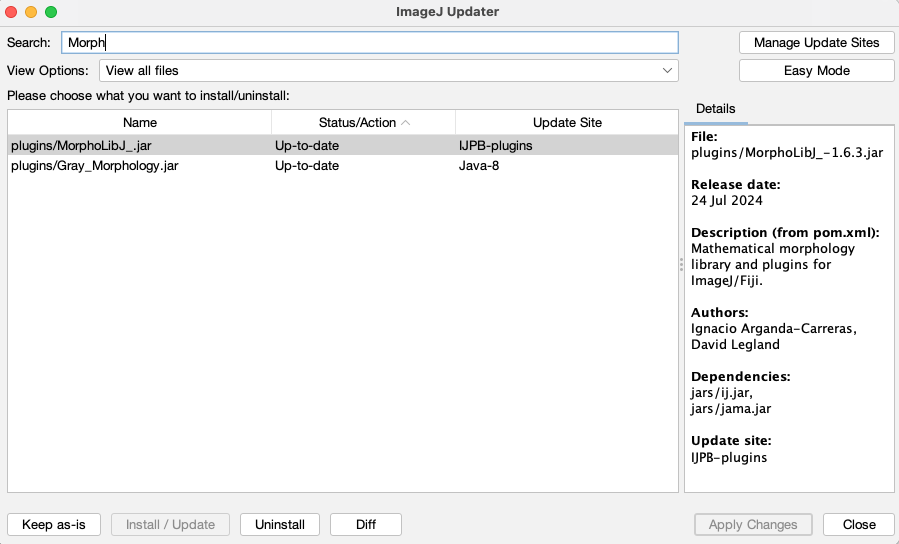 ImageJ Updater
Search: Morph
Manage Update Sites
View Options: View all files
Easy Mode
Please choose what you want to install/uninstall:
Name Status/Action Update Site
plugins/MorphoLibJ_.jar Up-to-date IJPB-plugins
plugins/Gray_Morphology.jar Up-to-date Java-8
Details
File:
plugins/MorphoLibJ_-1.6.3.jar
Release date:
24 Jul 2024
Description (from pom.xml):
Mathematical morphology
library and plugins for
ImageJ/Fiji.
Authors:
Ignacio Arganda-Carreras,
David Legland
Dependencies:
jars/ij.jar,
jars/jama.jar
Update site:
IJPB-plugins
Keep as-is Install / Update Uninstall Diff Apply Changes Close